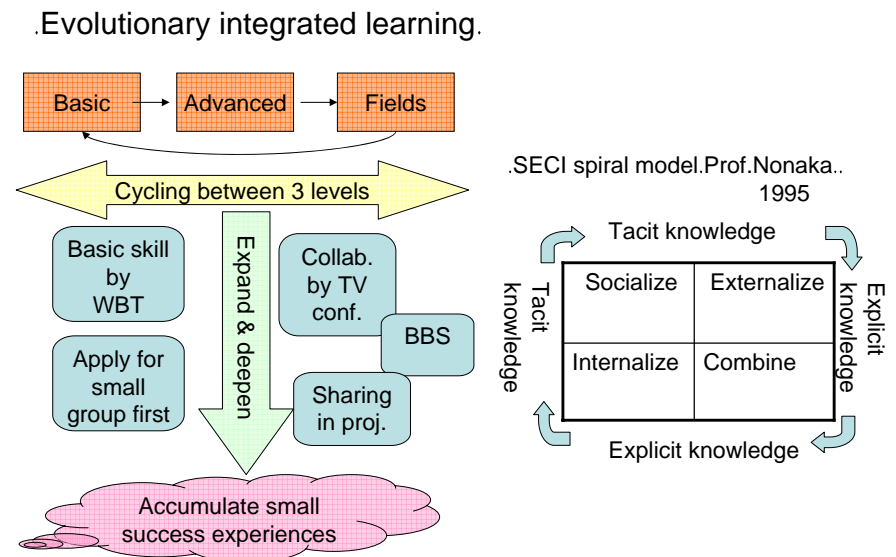 .Evolutionary integrated learning.
Basic
Advanced
Fields
Cycling between 3 levels
Basic skill
by
WBT
Apply for
small
group first
Expand & deepen
Collab.
by TV
conf.
BBS
Sharing
in proj.
Accumulate small
success experiences
.SECI spiral model.Prof.Nonaka..
1995
Tacit knowledge
Tacit
knowledge
Socialize
Externalize
Internalize
Combine
Explicit
knowledge
Explicit knowledge